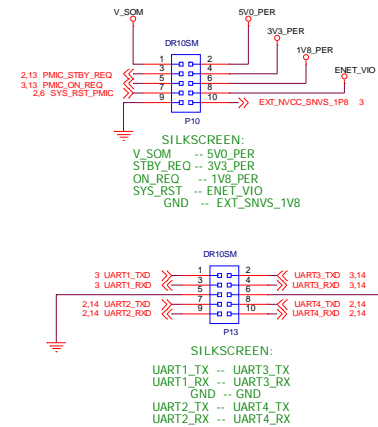 V_SOM 5V0_PER
3V3_PER
DR10SM 1V8_PER
ENET_VIO
1 2
2,13 PMIC_STBY_REQ 3 4
3,13 PMIC_ON_REQ 5 6
2,6 SYS_RST_PMIC 7 8
9 10 EXT_NVCC_SNVS_1P8 3
P10
SILKSCREEN:
V_SOM -- 5V0_PER
STBY_REQ -- 3V3_PER
ON_REQ -- 1V8_PER
SYS_RST -- ENET_VIO
GND -- EXT_SNVS_1V8
DR10SM
3 UART1_TXD 1 2 UART3_TXD 3,14
3 UART1_RXD 3 4 UART3_RXD 3,14
5 6
2,14 UART2_TXD 7 8 UART4_TXD 2,14
2,14 UART2_RXD 9 10 UART4_RXD 2,14
P13
SILKSCREEN:
UART1_TX -- UART3_TX
UART1_RX -- UART3_RX
GND -- GND
UART2_TX -- UART4_TX
UART2_RX -- UART4_RX